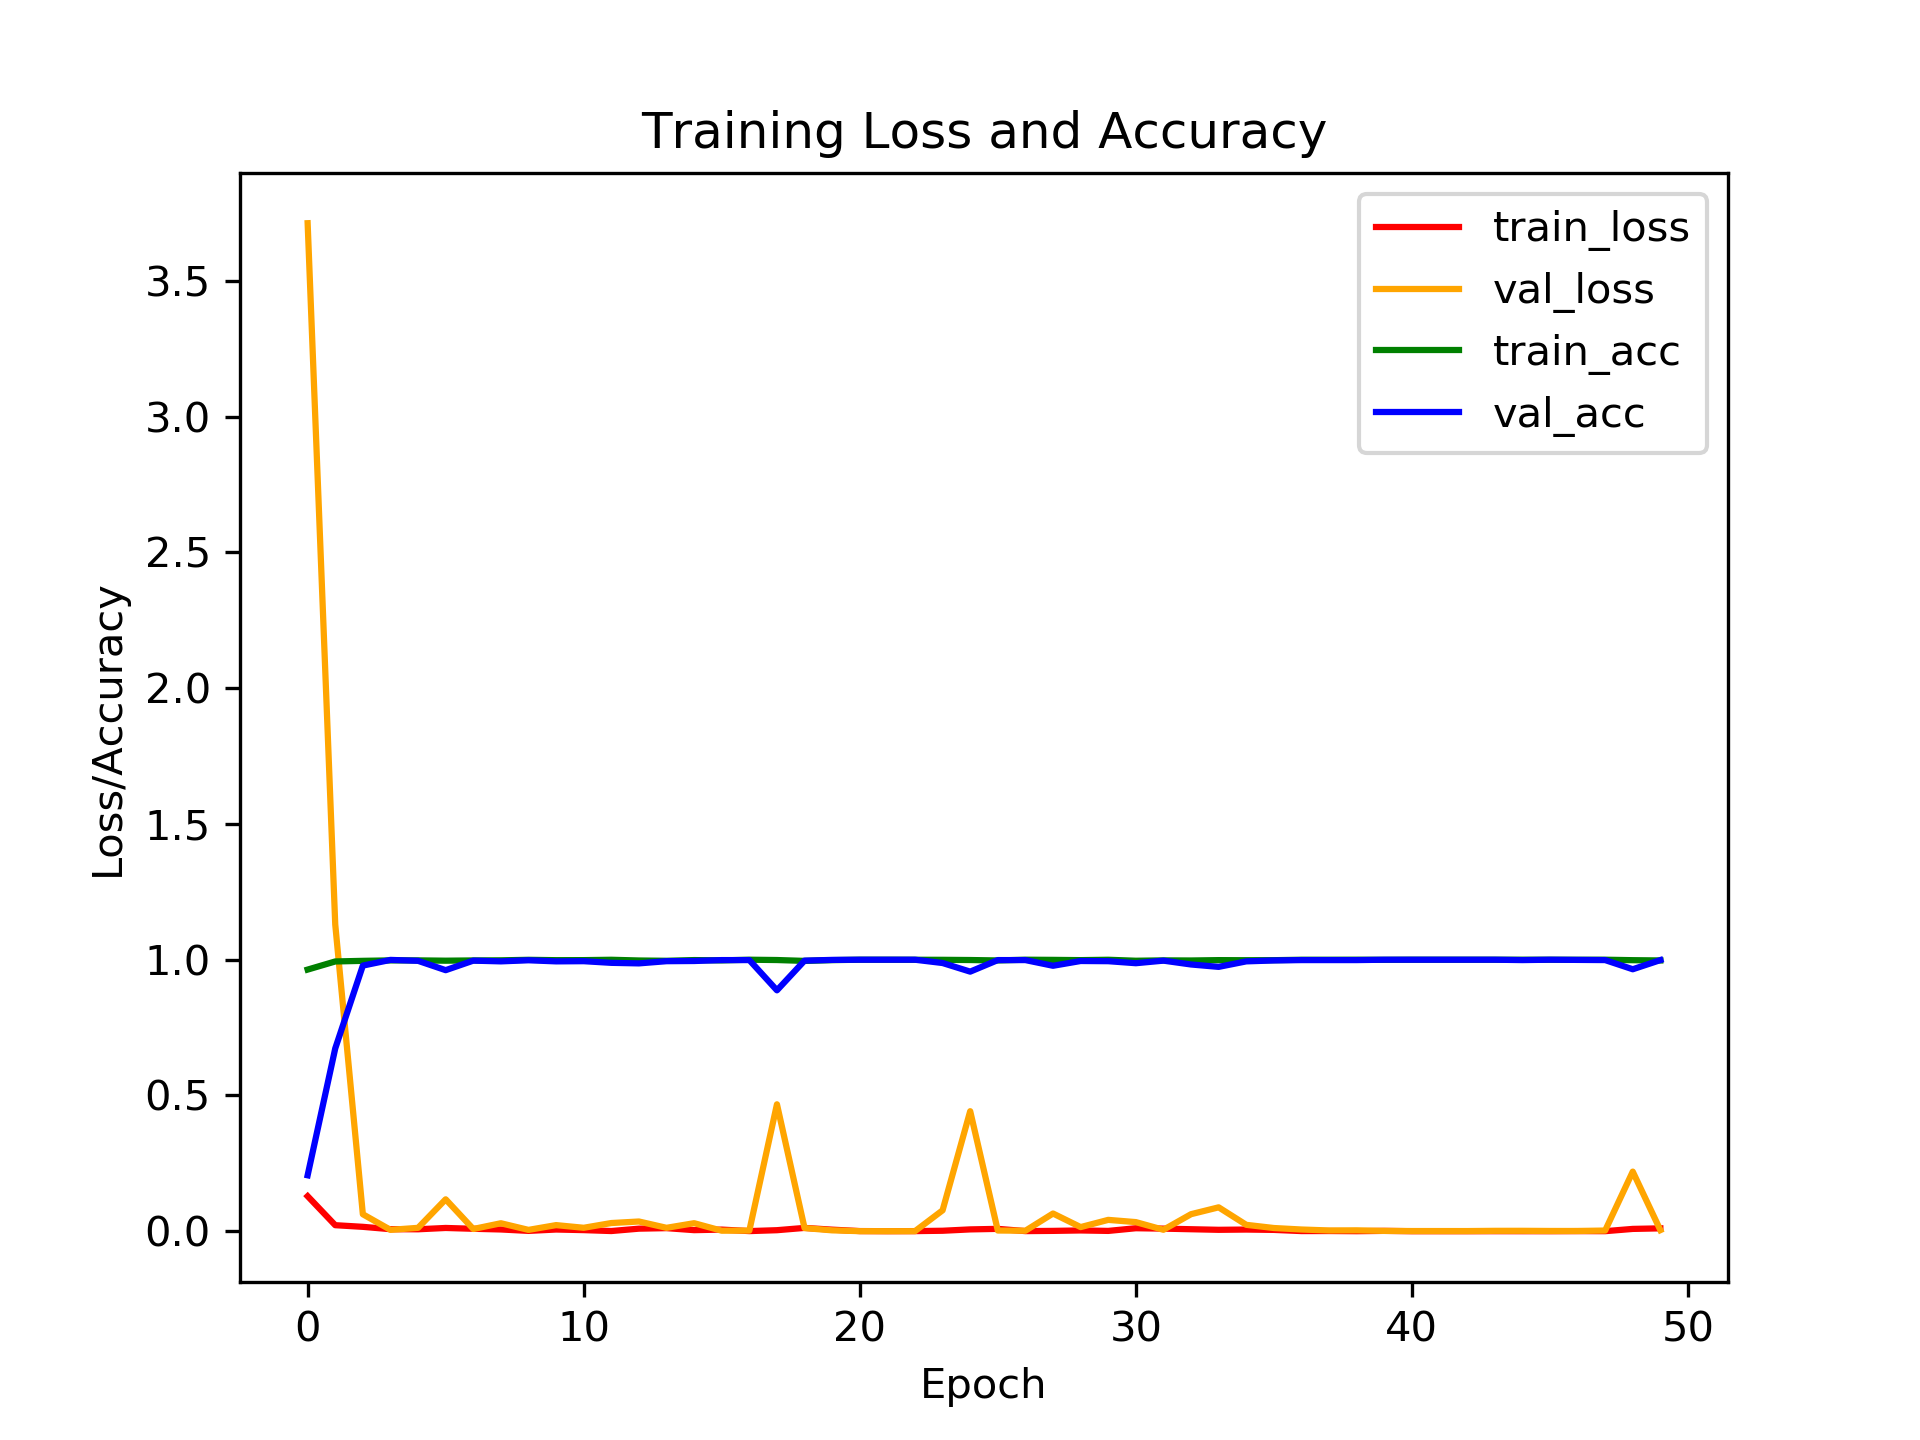 Training Loss and Accuracy
train_loss
val_loss
train_acc
val_acc
3.5
3.0
2.5
2.0
1.5
1.0
0.5
0.0
Loss/Accuracy
0 10 20 30 40 50
Epoch